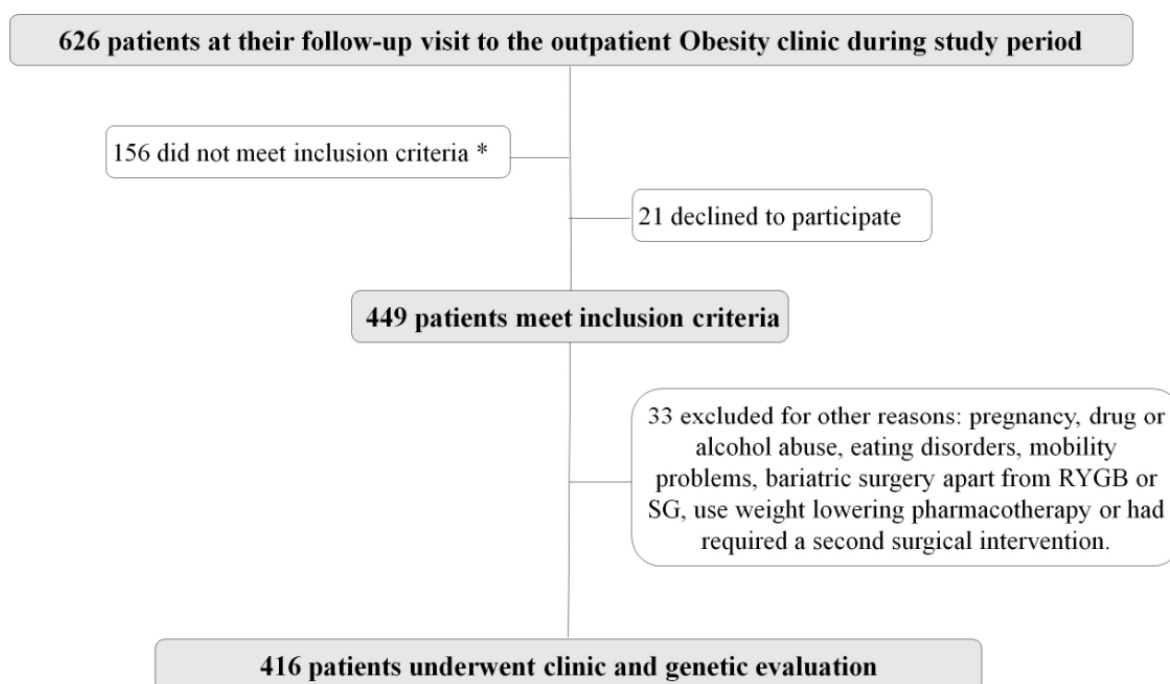 626 patients at their follow-up visit to the outpatient Obesity clinic during study period
156 did not meet inclusion criteria *
21 declined to participate
449 patients meet inclusion criteria
33 excluded for other reasons: pregnancy, drug or
alcohol abuse, eating disorders, mobility
problems, bariatric surgery apart from RYGB or
SG, use weight lowering pharmacotherapy or had
required a second surgical intervention.
416 patients underwent clinic and genetic evaluation